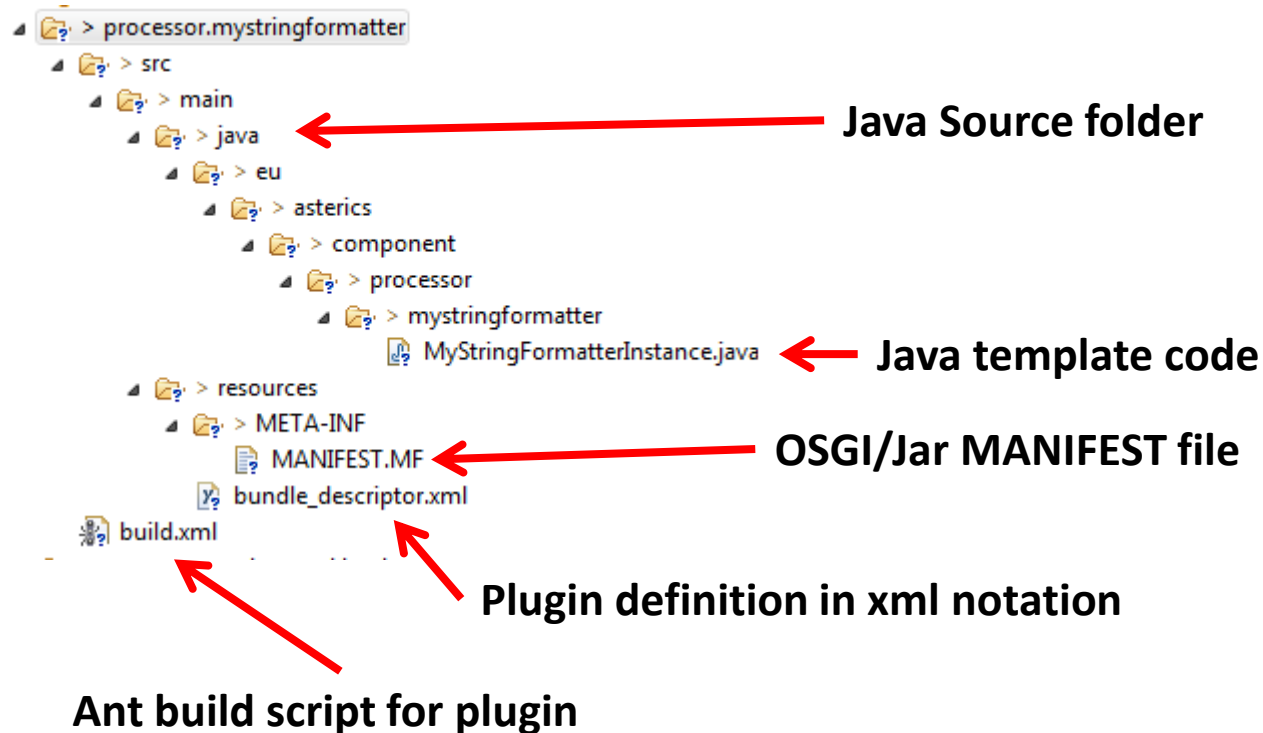 > processor.mystringformatter
> src
> main
> java
Java Source folder
> eu
> asterics
> component
> processor
> mystringformatter
MyStringFormatterInstance.java
Java template code
> resources
> META-INF
MANIFEST.MF
OSGI/Jar MANIFEST file
bundle_descriptor.xml
build.xml
Plugin definition in xml notation
Ant build script for plugin